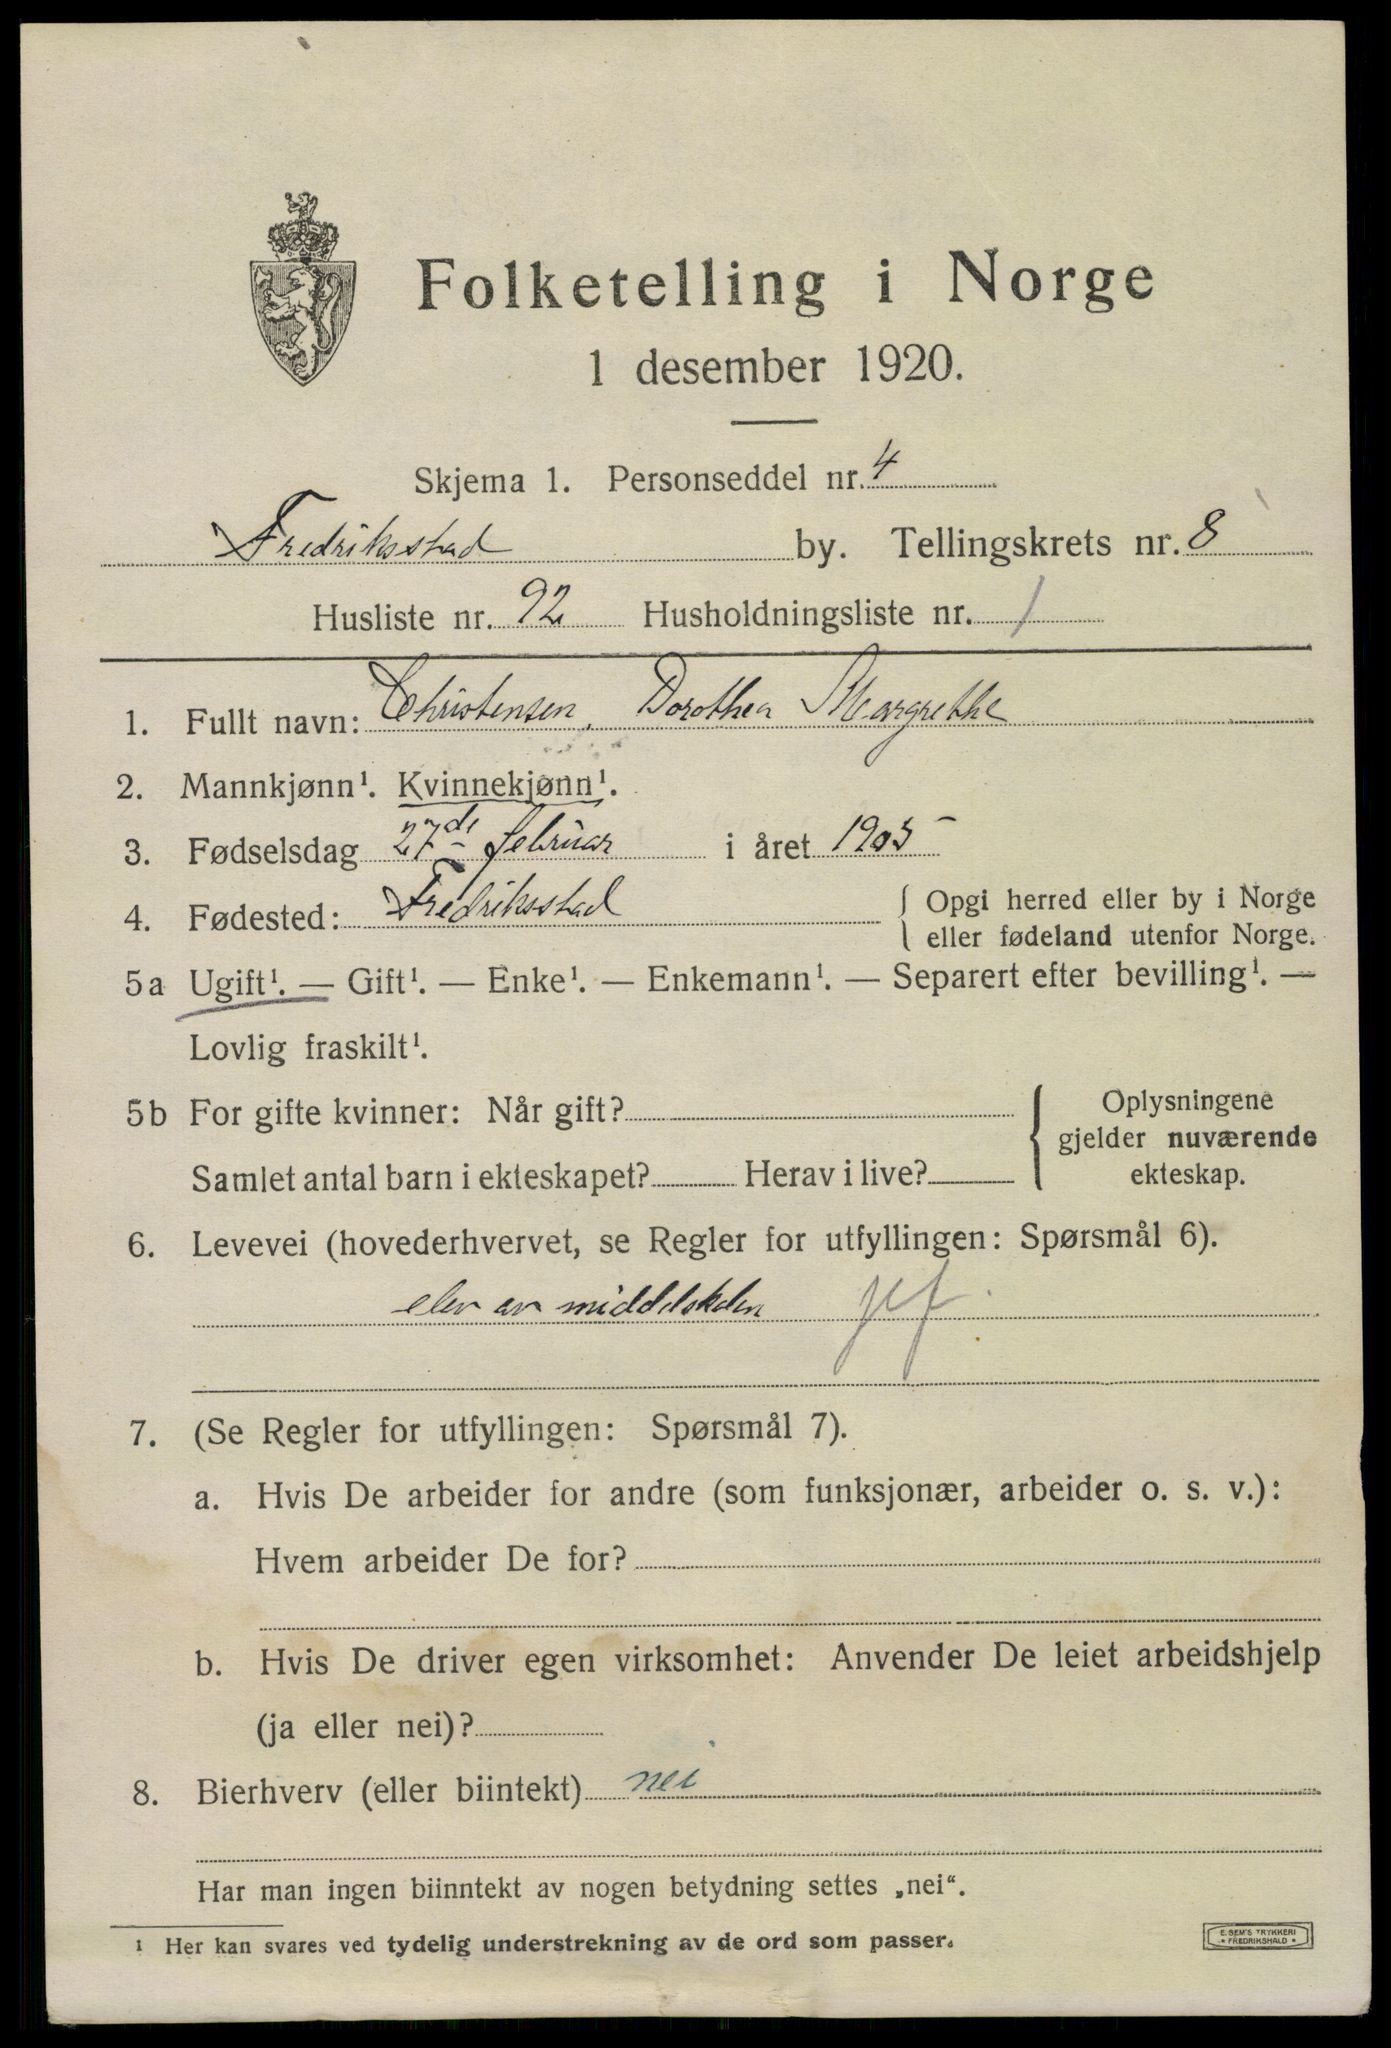 Folketelling i Norge
1 desember 1920.
Skjema 1. Personseddel nr. 4
Fredriksstad by. Tellingskrets nr. 8
Husliste nr. 92 Husholdningsliste nr. 1
1. Fullt navn: Christensen, Dorothea Margrethe
2. Mannkjønn¹. Kvinnekjønn¹.
3. Fødselsdag 27de februar i året 1905
4. Fødested: Fredriksstad { Opgi herred eller by i Norge
eller fødeland utenfor Norge.
5a Ugift¹. — Gift¹. — Enke¹. — Enkemann¹. — Separert efter bevilling¹. —
Lovlig fraskilt¹.
5b For gifte kvinner: Når gift? { Oplysningene
gjelder nuværende
Samlet antal barn i ekteskapet? Herav i live? ekteskap.
6. Levevei (hovederhvervet, se Regler for utfyllingen: Spørsmål 6).
elev av middelskolen
7. (Se Regler for utfyllingen: Spørsmål 7).
a. Hvis De arbeider for andre (som funksjonær, arbeider o. s. v.):
Hvem arbeider De for?
b. Hvis De driver egen virksomhet: Anvender De leiet arbeidshjelp
(ja eller nei)?
8. Bierhverv (eller biintekt) nei
Har man ingen biinntekt av nogen betydning settes „nei“.
¹ Her kan svares ved tydelig understrekning av de ord som passer.
E. SEM'S TRYKKERI
* FREDRIKSHALD *